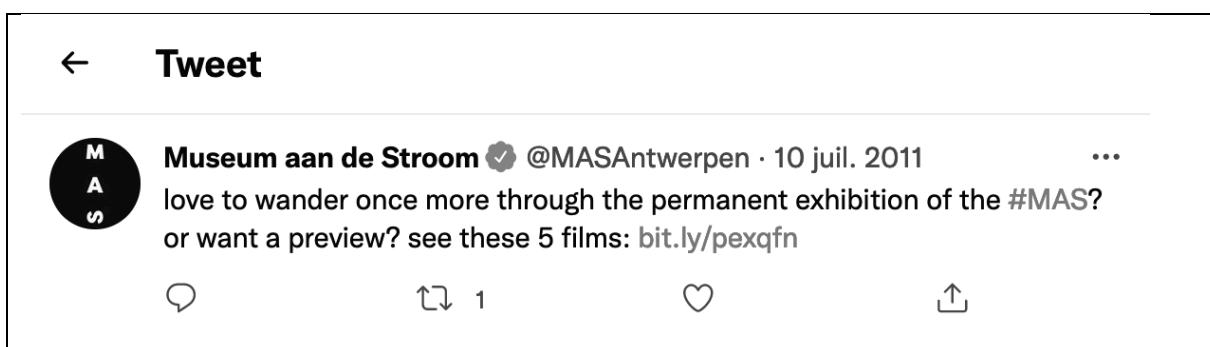 Tweet
M
A
S
Museum aan de Stroom @MASAntwerpen · 10 juil. 2011
love to wander once more through the permanent exhibition of the #MAS?
or want a preview? see these 5 films: bit.ly/pexqfn
1